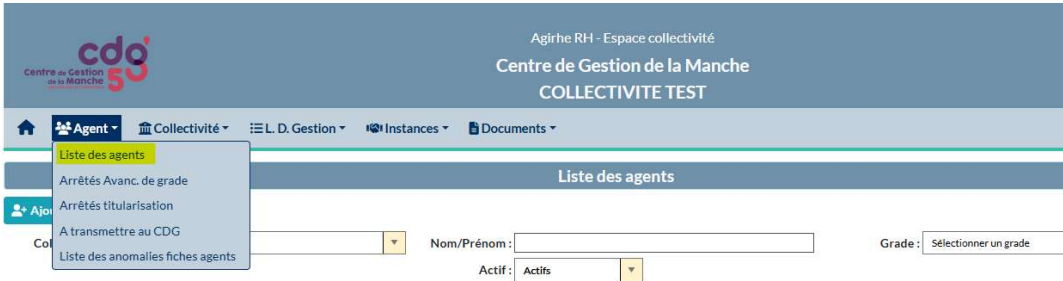 Agirhe RH - Espace collectivité
cdg
50
Centre de Gestion
de la Manche
Centre de Gestion de la Manche
COLLECTIVITE TEST
Agent
Collectivité
L. D. Gestion
Instances
Documents
Liste des agents
Arrêtés Avanc. de grade
Arrêtés titularisation
A transmettre au CDG
Liste des anomalies fiches agents
Liste des agents
Ajou
Col
Nom/Prénom :
Grade :
Sélectionner un grade
Actif :
Actifs